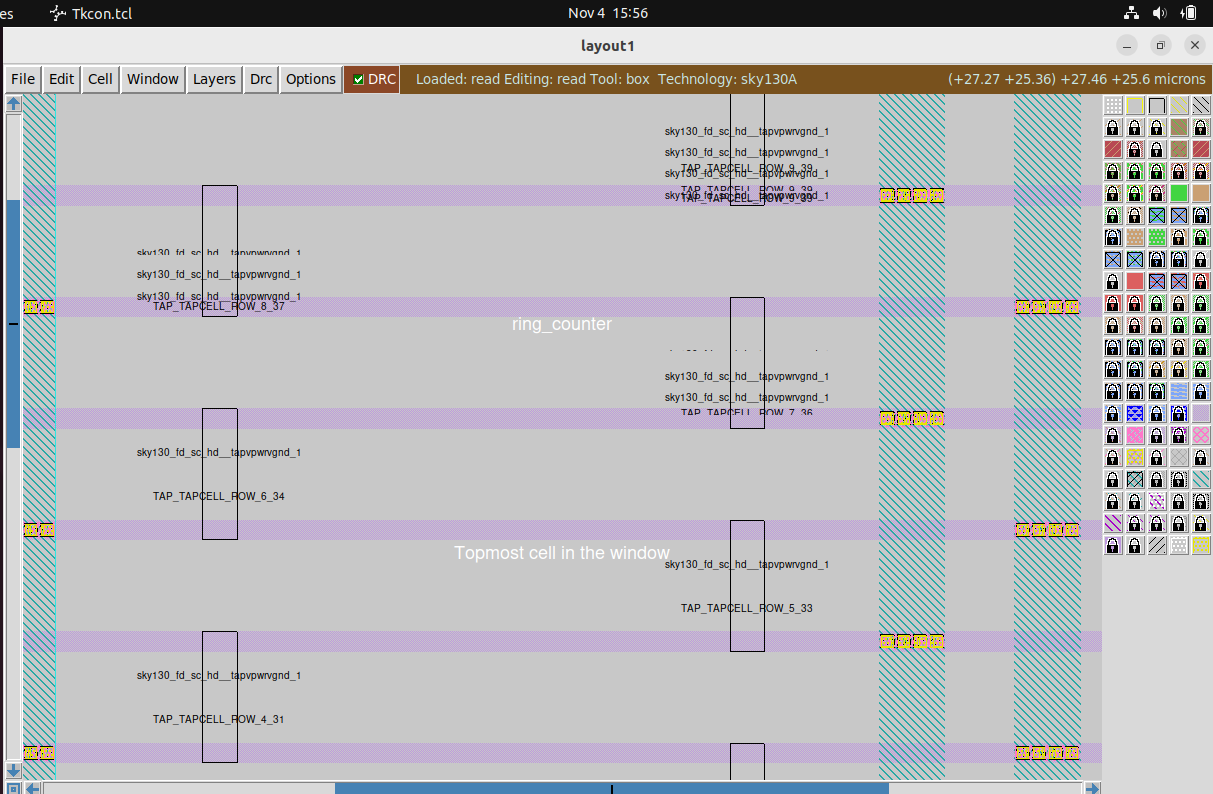 es Tkcon.tcl Nov 4 15:56
layout1
File Edit Cell Window Layers Drc Options DRC Loaded: read Editing: read Tool: box Technology: sky130A (+27.27 +25.36) +27.46 +25.6 microns
sky130_fd_sc_hd__tapvpwrvgnd_1
sky130_fd_sc_hd__tapvpwrvgnd_1
TAP_TAPCELL_ROW_9_39
sky130_fd_sc_hd__tapvpwrvgnd_1
TAP_TAPCELL_ROW_9_39
sky130_fd_sc_hd__tapvpwrvgnd_1
TAP_TAPCELL_ROW_9_39
sky130_fd_sc_hd__tapvpwrvgnd_1
sky130_fd_sc_hd__tapvpwrvgnd_1
sky130_fd_sc_hd__tapvpwrvgnd_1
TAP_TAPCELL_ROW_8_37
ring_counter
sky130_fd_sc_hd__tapvpwrvgnd_1
sky130_fd_sc_hd__tapvpwrvgnd_1
TAP_TAPCELL_ROW_7_36
sky130_fd_sc_hd__tapvpwrvgnd_1
TAP_TAPCELL_ROW_6_34
Topmost cell in the window
sky130_fd_sc_hd__tapvpwrvgnd_1
TAP_TAPCELL_ROW_5_33
sky130_fd_sc_hd__tapvpwrvgnd_1
TAP_TAPCELL_ROW_4_31